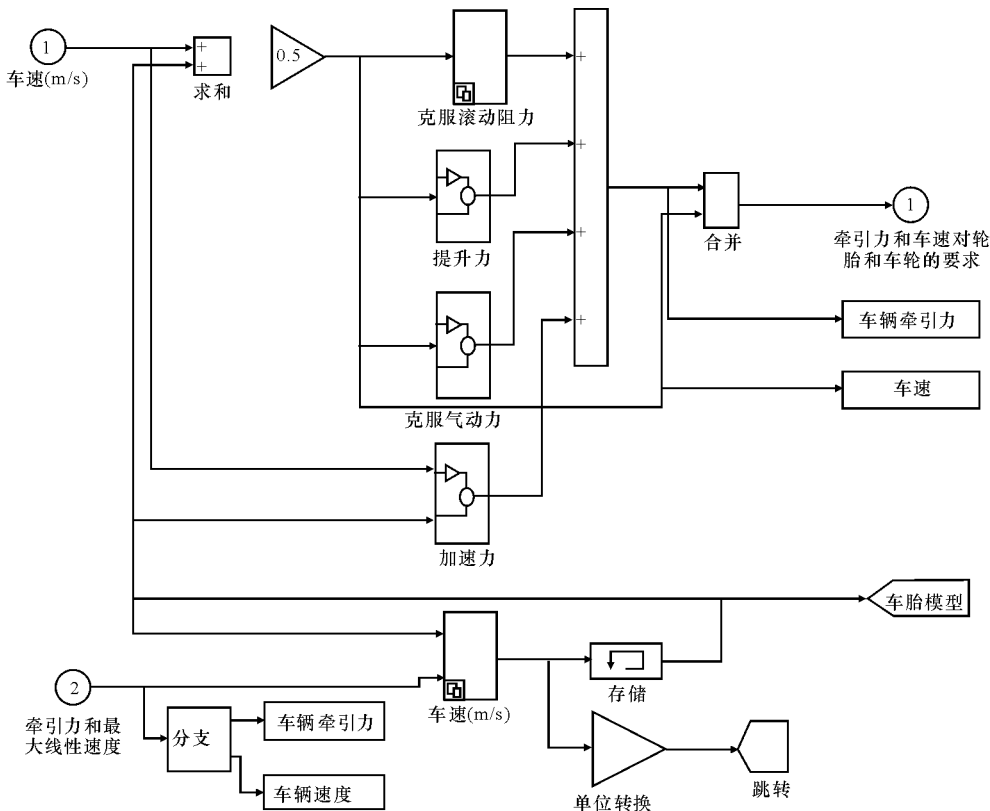 1
车速(m/s)
+
+
求和
0.5
克服滚动阻力
+
提升力
+
克服气动力
+
加速力
+
合并
1
牵引力和车速对轮
胎和车轮的要求
车辆牵引力
车速
车胎模型
2
牵引力和最
大线性速度
分支
车辆牵引力
车辆速度
车速(m/s)
存储
单位转换
跳转